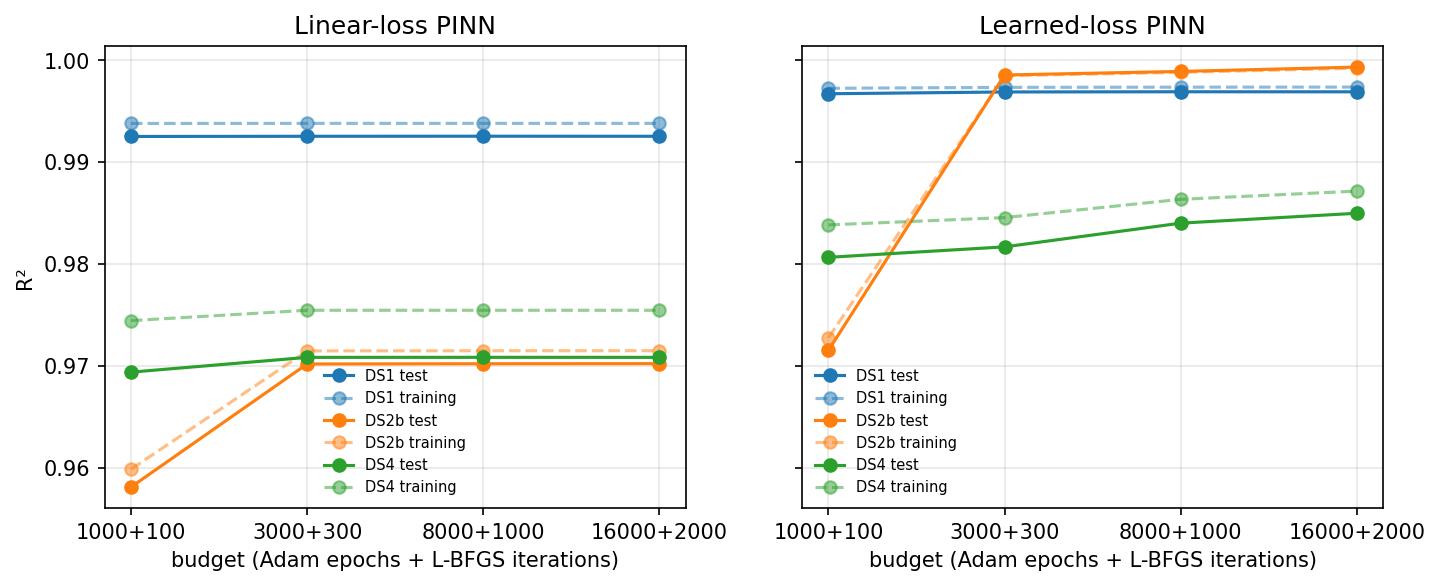 Linear-loss PINN
1.00
0.99
0.98
0.97
0.96
R²
DS1 test
DS1 training
DS2b test
DS2b training
DS4 test
DS4 training
1000+100 3000+300 8000+1000 16000+2000
budget (Adam epochs + L-BFGS iterations)
Learned-loss PINN
DS1 test
DS1 training
DS2b test
DS2b training
DS4 test
DS4 training
1000+100 3000+300 8000+1000 16000+2000
budget (Adam epochs + L-BFGS iterations)